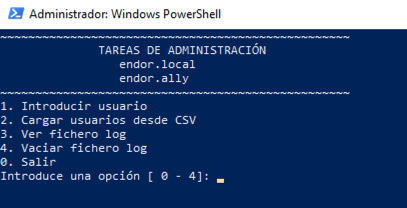 Administrador: Windows PowerShell
~~~~~~~~~~~~~~~~~~~~~~~~~~~~~~~~~~~~~~~~~~~~~~~~~~
TAREAS DE ADMINISTRACIÓN
endor.local
endor.ally
~~~~~~~~~~~~~~~~~~~~~~~~~~~~~~~~~~~~~~~~~~~~~~~~~~
1. Introducir usuario
2. Cargar usuarios desde CSV
3. Ver fichero log
4. Vaciar fichero log
0. Salir
Introduce una opción [ 0 - 4]: _